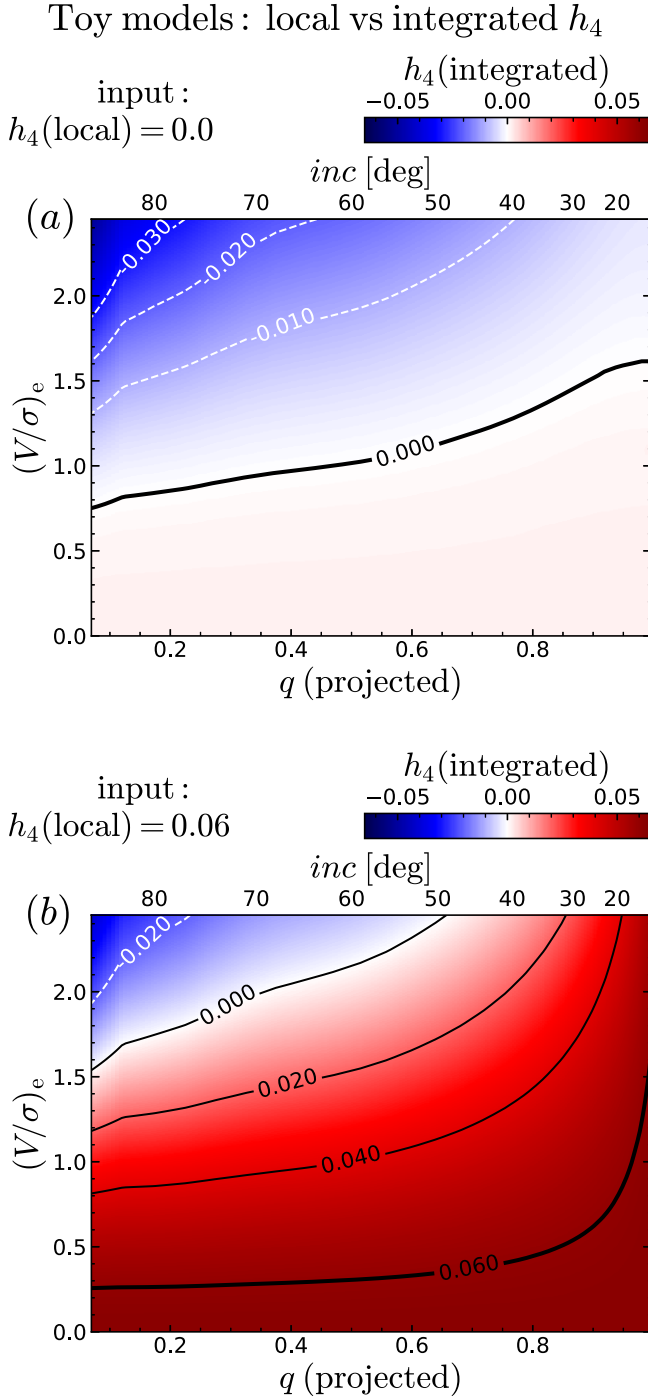 Toy models : local vs integrated h₄
input :
h₄(local) = 0.0
h₄(integrated)
−0.05 0.00 0.05
inc [deg]
80 70 60 50 40 30 20
(a)
-0.030
-0.020
-0.010
0.000
(V/σ)ₑ
2.0
1.5
1.0
0.5
0.0
0.2 0.4 0.6 0.8
q (projected)
input :
h₄(local) = 0.06
h₄(integrated)
−0.05 0.00 0.05
inc [deg]
80 70 60 50 40 30 20
(b)
-0.020
0.000
0.020
0.040
0.060
(V/σ)ₑ
2.0
1.5
1.0
0.5
0.0
0.2 0.4 0.6 0.8
q (projected)